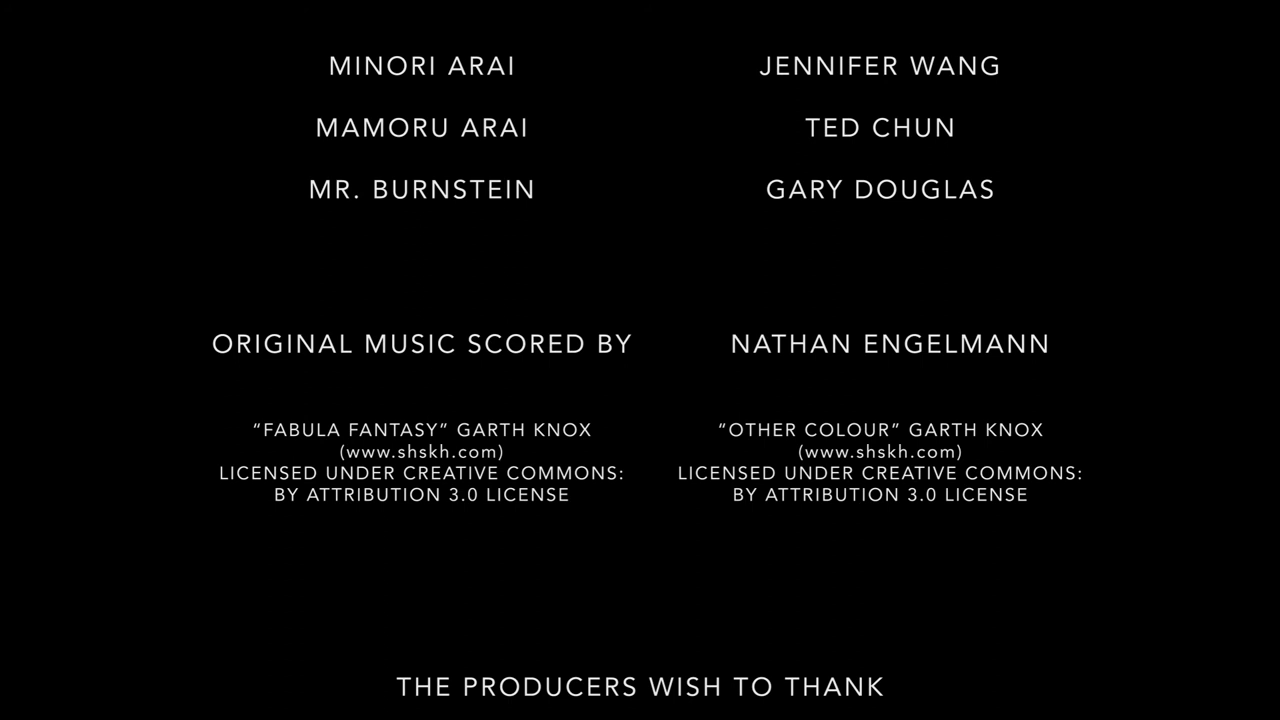 MINORI ARAI JENNIFER WANG
MAMORU ARAI TED CHUN
MR. BURNSTEIN GARY DOUGLAS
ORIGINAL MUSIC SCORED BY NATHAN ENGELMANN
“FABULA FANTASY” GARTH KNOX
(www.shskh.com)
LICENSED UNDER CREATIVE COMMONS:
BY ATTRIBUTION 3.0 LICENSE
“OTHER COLOUR” GARTH KNOX
(www.shskh.com)
LICENSED UNDER CREATIVE COMMONS:
BY ATTRIBUTION 3.0 LICENSE
THE PRODUCERS WISH TO THANK